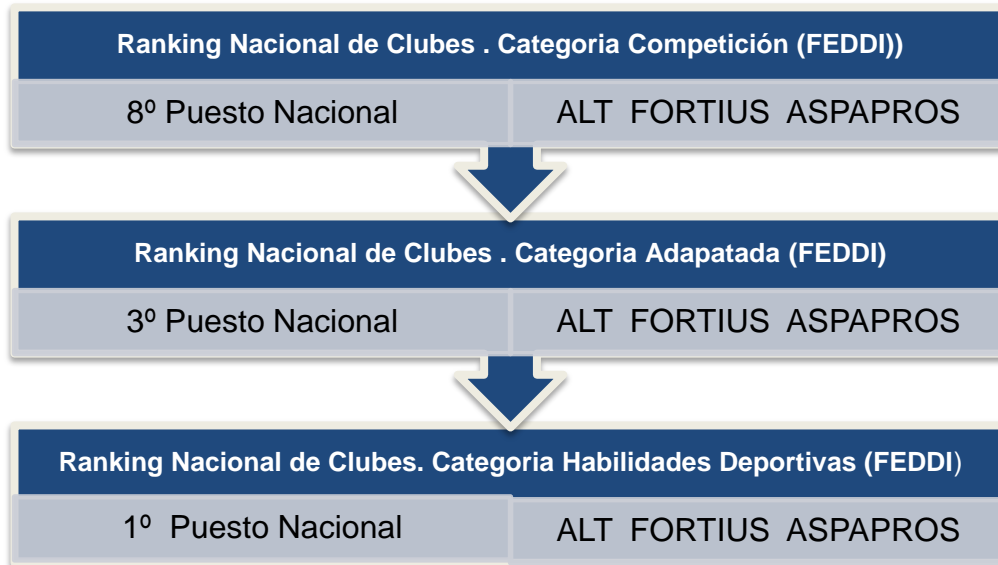 Ranking Nacional de Clubes . Categoria Competición (FEDDI))
8º Puesto Nacional ALT FORTIUS ASPAPROS
Ranking Nacional de Clubes . Categoria Adapatada (FEDDI)
3º Puesto Nacional ALT FORTIUS ASPAPROS
Ranking Nacional de Clubes. Categoria Habilidades Deportivas (FEDDI)
1º Puesto Nacional ALT FORTIUS ASPAPROS